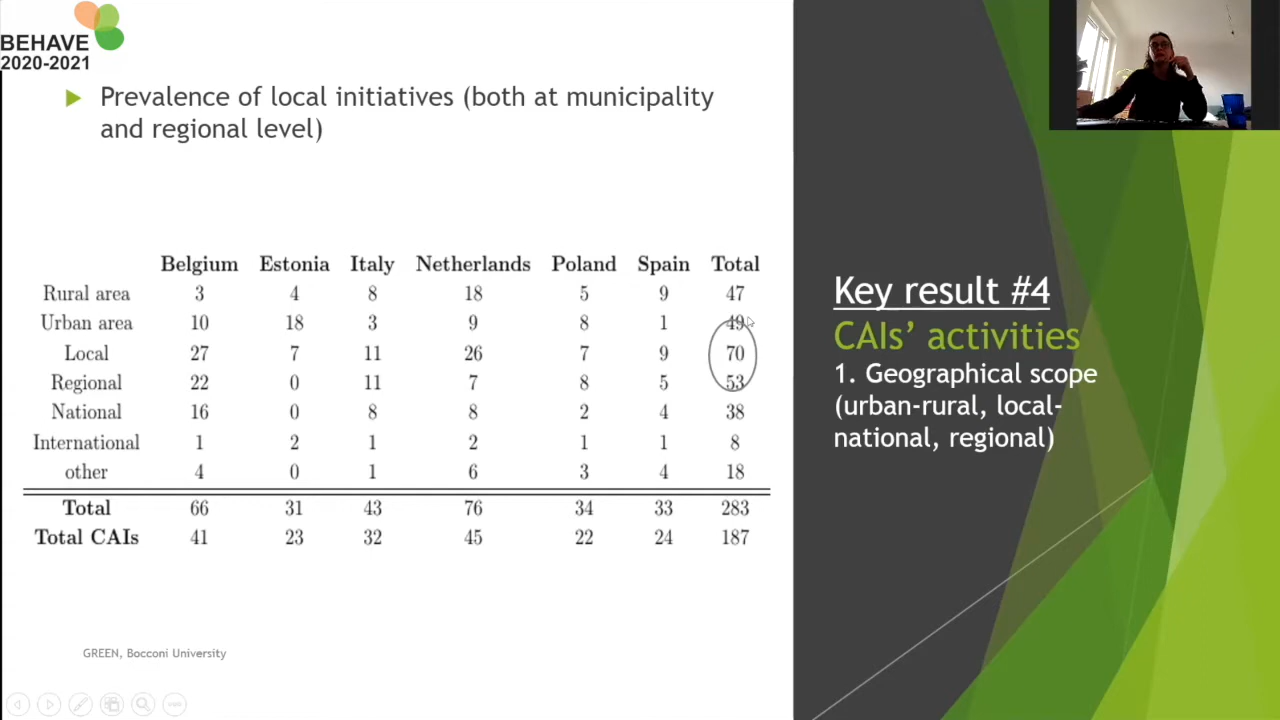 BEHAVE
2020-2021
Prevalence of local initiatives (both at municipality
and regional level)
Belgium Estonia Italy Netherlands Poland Spain Total
Rural area 3 4 8 18 5 9 47
Urban area 10 18 3 9 8 1 49
Local 27 7 11 26 7 9 70
Regional 22 0 11 7 8 5 53
National 16 0 8 8 2 4 38
International 1 2 1 2 1 1 8
other 4 0 1 6 3 4 18
Total 66 31 43 76 34 33 283
Total CAIs 41 23 32 45 22 24 187
GREEN, Bocconi University
Key result #4
CAIs' activities
1. Geographical scope
(urban-rural, local-
national, regional)